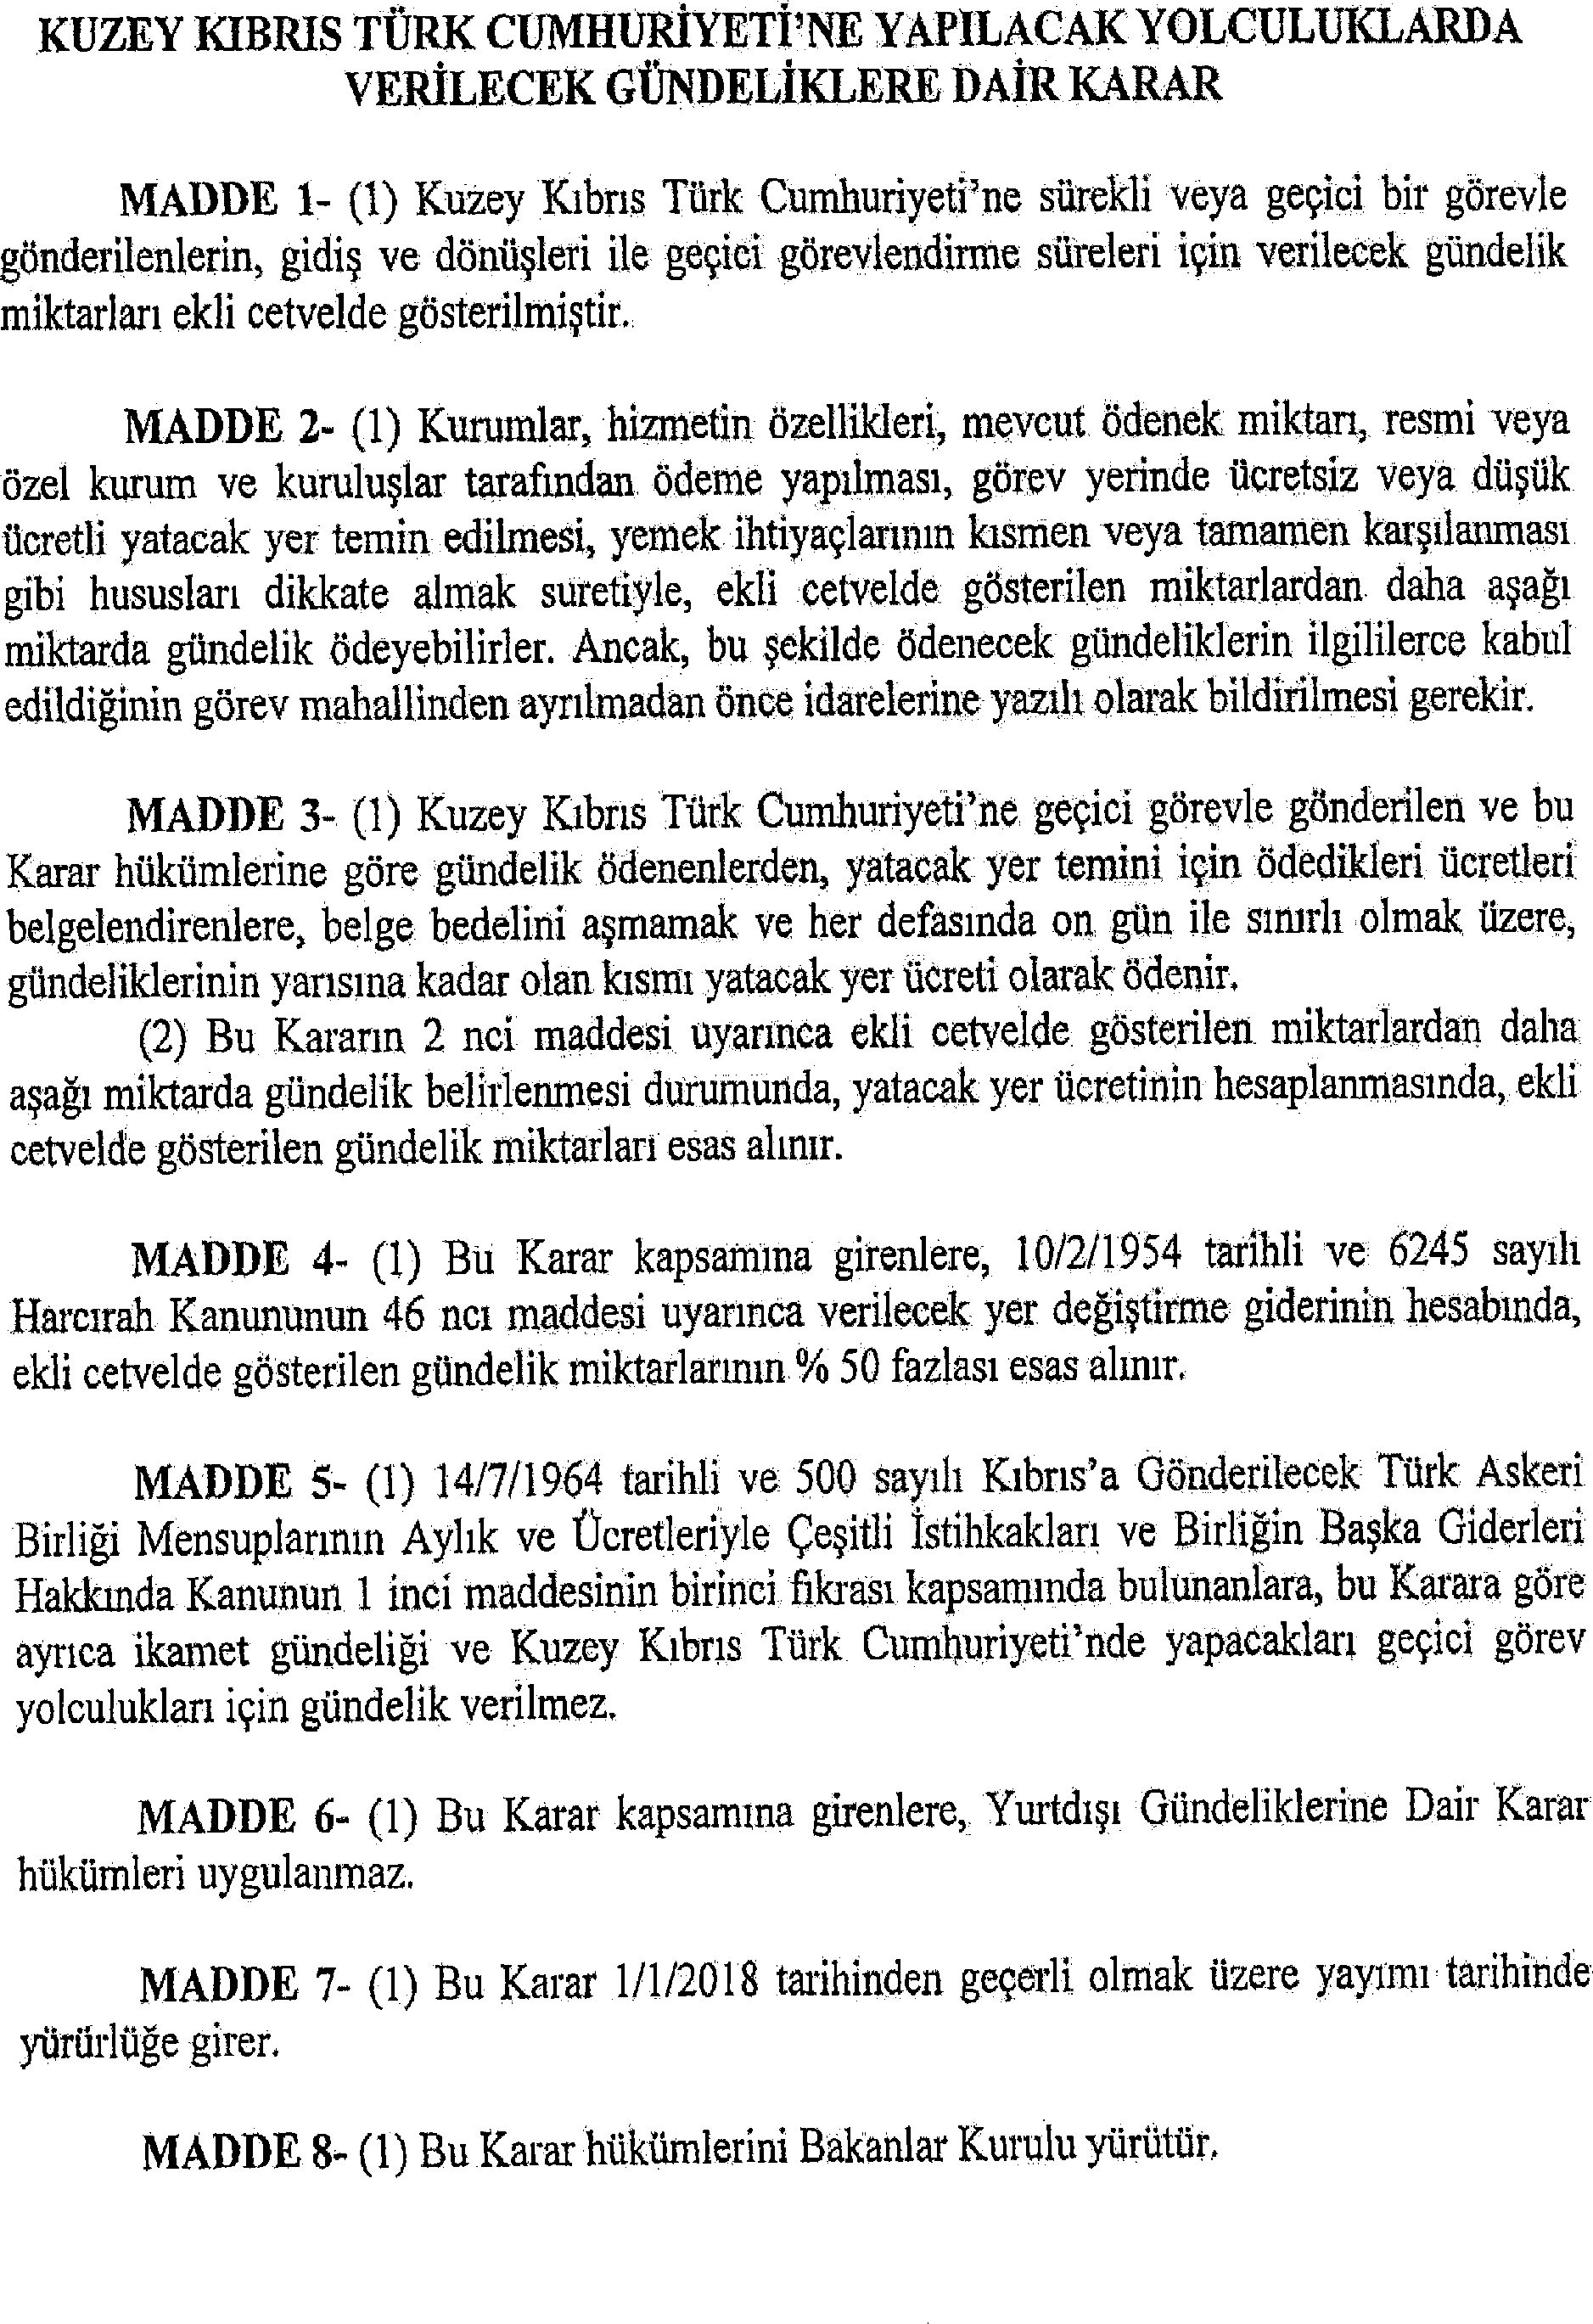 KUZEY KIBRIS TÜRK CUMHURİYETİ'NE YAPILACAK YOLCULUKLARDA
VERİLECEK GÜNDELİKLERE DAİR KARAR
MADDE 1- (1) Kuzey Kıbrıs Türk Cumhuriyeti'ne sürekli veya geçici bir görevle
gönderilenlerin, gidiş ve dönüşleri ile geçici görevlendirme süreleri için verilecek gündelik
miktarları ekli cetvelde gösterilmiştir.
MADDE 2- (1) Kurumlar, hizmetin özellikleri, mevcut ödenek miktarı, resmi veya
özel kurum ve kuruluşlar tarafından ödeme yapılması, görev yerinde ücretsiz veya düşük
ücretli yatacak yer temin edilmesi, yemek ihtiyaçlarının kısmen veya tamamen karşılanması
gibi hususları dikkate almak suretiyle, ekli cetvelde gösterilen miktarlardan daha aşağı
miktarda gündelik ödeyebilirler. Ancak, bu şekilde ödenecek gündeliklerin ilgililerce kabul
edildiğinin görev mahallinden ayrılmadan önce idarelerine yazılı olarak bildirilmesi gerekir.
MADDE 3- (1) Kuzey Kıbrıs Türk Cumhuriyeti'ne geçici görevle gönderilen ve bu
Karar hükümlerine göre gündelik ödenenlerden, yatacak yer temini için ödedikleri ücretleri
belgelendirenlere, belge bedelini aşmamak ve her defasında on gün ile sınırlı olmak üzere,
gündeliklerinin yarısına kadar olan kısmı yatacak yer ücreti olarak ödenir.
(2) Bu Kararın 2 nci maddesi uyarınca ekli cetvelde gösterilen miktarlardan daha
aşağı miktarda gündelik belirlenmesi durumunda, yatacak yer ücretinin hesaplanmasında, ekli
cetvelde gösterilen gündelik miktarları esas alınır.
MADDE 4- (1) Bu Karar kapsamına girenlere, 10/2/1954 tarihli ve 6245 sayılı
Harcırah Kanununun 46 ncı maddesi uyarınca verilecek yer değiştirme giderinin hesabında,
ekli cetvelde gösterilen gündelik miktarlarının % 50 fazlası esas alınır.
MADDE 5- (1) 14/7/1964 tarihli ve 500 sayılı Kıbrıs'a Gönderilecek Türk Askeri
Birliği Mensuplarının Aylık ve Ücretleriyle Çeşitli İstihkakları ve Birliğin Başka Giderleri
Hakkında Kanunun 1 inci maddesinin birinci fıkrası kapsamında bulunanlara, bu Karara göre
ayrıca ikamet gündeliği ve Kuzey Kıbrıs Türk Cumhuriyeti'nde yapacakları geçici görev
yolculukları için gündelik verilmez.
MADDE 6- (1) Bu Karar kapsamına girenlere, Yurtdışı Gündeliklerine Dair Karar
hükümleri uygulanmaz.
MADDE 7- (1) Bu Karar 1/1/2018 tarihinden geçerli olmak üzere yayımı tarihinde
yürürlüğe girer.
MADDE 8- (1) Bu Karar hükümlerini Bakanlar Kurulu yürütür.